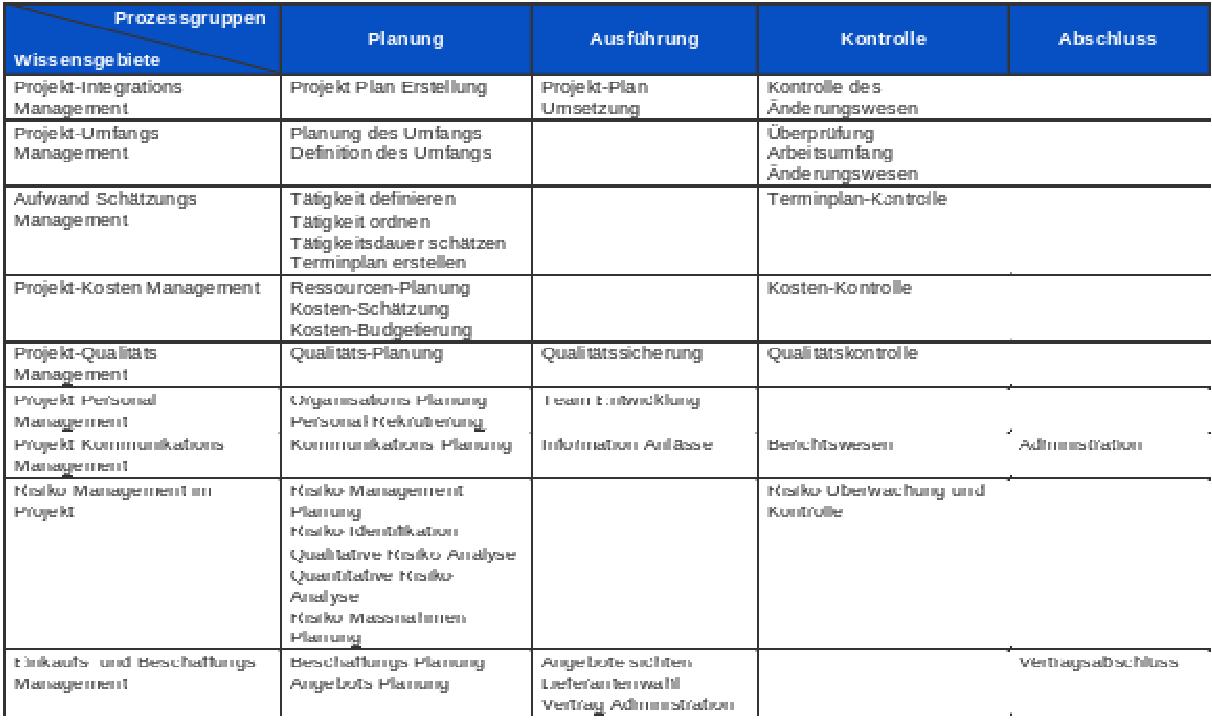 Prozessgruppen
Wissensgebiete
Planung
Ausführung
Kontrolle
Abschluss
Projekt-Integrations
Management
Projekt Plan Erstellung
Projekt-Plan
Umsetzung
Kontrolle des
Änderungswesen
Projekt-Umfangs
Management
Planung des Umfangs
Definition des Umfangs
Überprüfung
Arbeitsumfang
Änderungswesen
Aufwand Schätzungs
Management
Tätigkeit definieren
Tätigkeit ordnen
Tätigkeitsdauer schätzen
Terminplan erstellen
Terminplan-Kontrolle
Projekt-Kosten Management
Ressourcen-Planung
Kosten-Schätzung
Kosten-Budgetierung
Kosten-Kontrolle
Projekt-Qualitäts
Management
Qualitäts-Planung
Qualitätssicherung
Qualitätskontrolle
Projekt Personal
Management
Organisations Planung
Personal Rekrutierung
Team Entwicklung
Projekt Kommunikations
Management
Kommunikations Planung
Information Anlässe
Berichtswesen
Administration
Risiko Management im
Projekt
Risiko-Management
Planung
Risiko-Identifikation
Qualitative Risiko-Analyse
Quantitative Risiko-
Analyse
Risiko Massnahmen
Planung
Risiko-Überwachung und
Kontrolle
Einkaufs- und Beschaffungs
Management
Beschaffungs Planung
Angebots Planung
Angebote sichten
Lieferantenwahl
Vertrag Administration
Vertragsabschluss